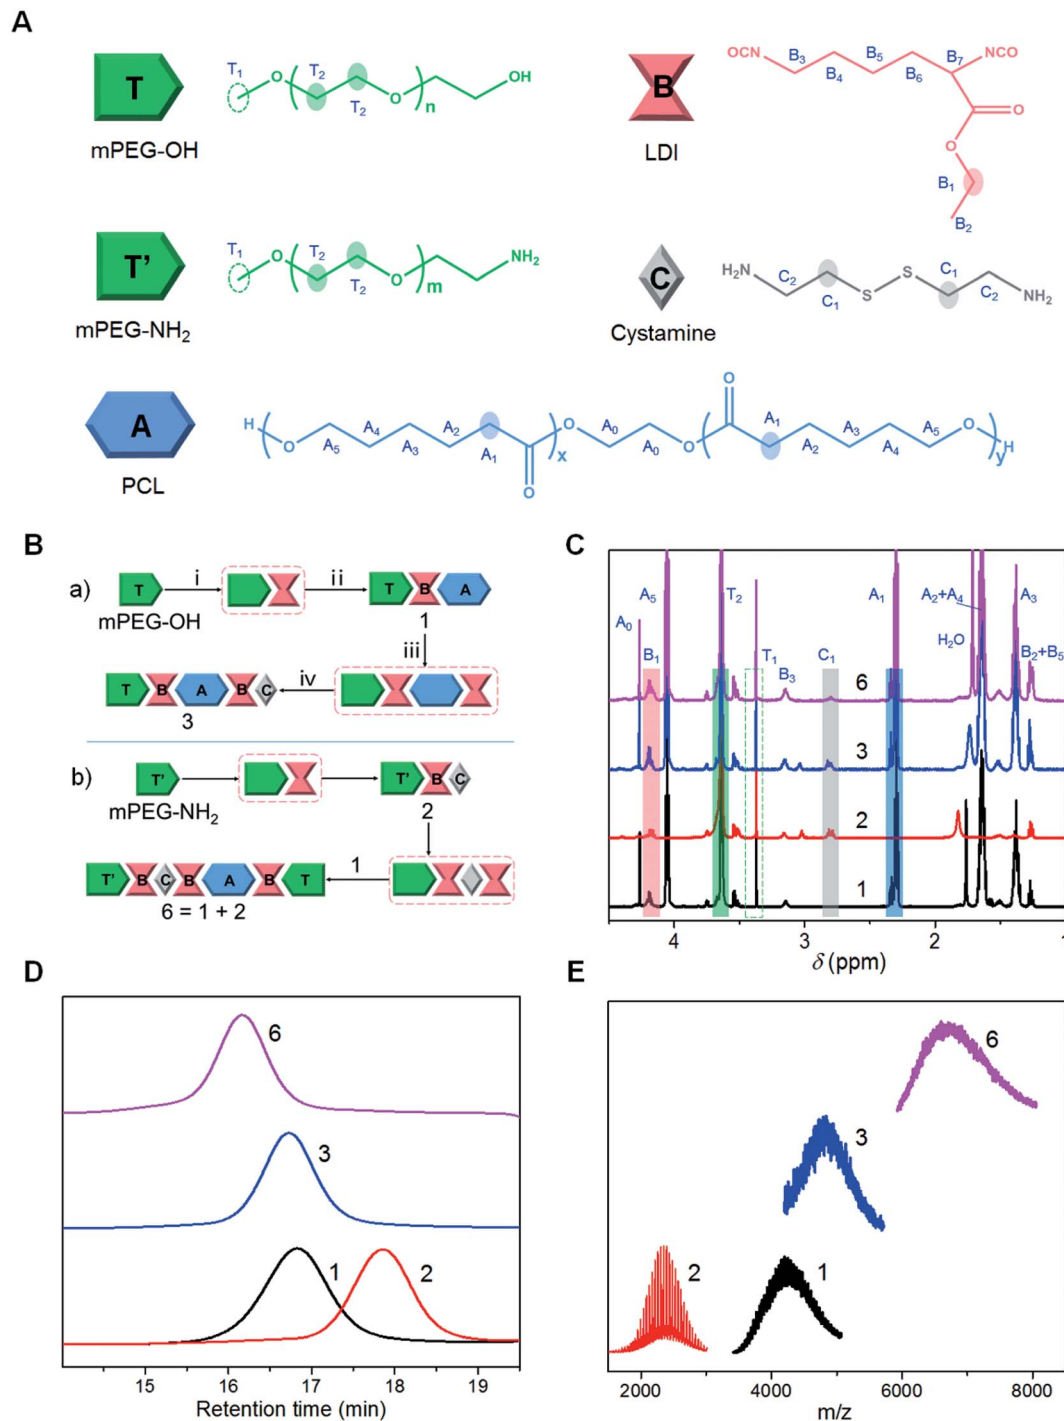 A
T
mPEG-OH
T₁
O
T₂
T₂
O
n
OH
B
LDI
OCN
B₃
B₄
B₅
B₆
B₇
NCO
O
O
B₁
B₂
T'
mPEG-NH₂
T₁
O
T₂
T₂
O
m
NH₂
C
Cystamine
H₂N
C₂
C₁
S
S
C₁
C₂
NH₂
A
PCL
H
O
A₅
A₄
A₃
A₂
A₁
O
x
O
A₀
A₀
O
O
A₁
A₂
A₃
A₄
A₅
O
y
H
B
a)
T
mPEG-OH
i
ii
T B A
1
iii
iv
T B A B C
3
b)
T'
mPEG-NH₂
T' B C
2
1
T' B C B A B T
6 = 1 + 2
C
A₀
A₅
B₁
T₂
T₁
B₃
C₁
A₁
A₂+A₄
H₂O
A₃
B₂+B₅
6
3
2
1
4 3 2 1
δ (ppm)
D
6
3
1
2
15 16 17 18 19
Retention time (min)
E
6
3
2
1
2000 4000 6000 8000
m/z